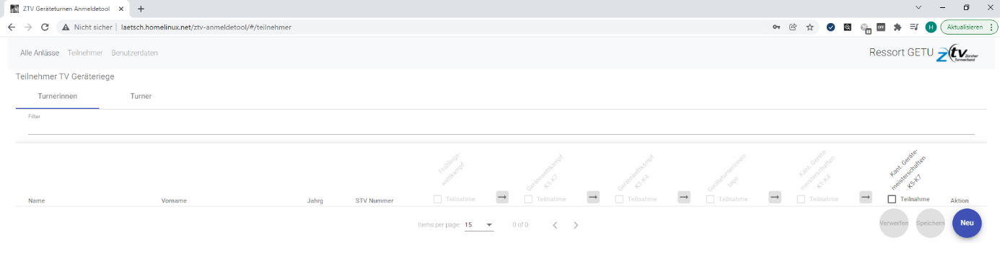 ZTV Geräteturnen Anmeldetool
Nicht sicher | laetsch.homelinux.net/ztv-anmeldetool/#/teilnehmer
OFF
H
Aktualisieren
Alle Anlässe Teilnehmer Benutzerdaten
Ressort GETU ztv Zürcher Turnverband
Teilnehmer TV Geräteriege
Turnerinnen Turner
Filter
Frühlings-
wettkampf
Gerätewettkampf
K5-K7
Gerätewettkampf
K1-K4
Geräteturnerinnen-
tage
Kant. Geräte-
meisterschaften
K1-K4
Kant. Geräte-
meisterschaften
K5-K7
Name Vorname Jahrg STV Nummer Teilnahme → Teilnahme → Teilnahme → Teilnahme → Teilnahme → Teilnahme Aktion
Items per page: 15 0 of 0
Verwerfen Speichern Neu